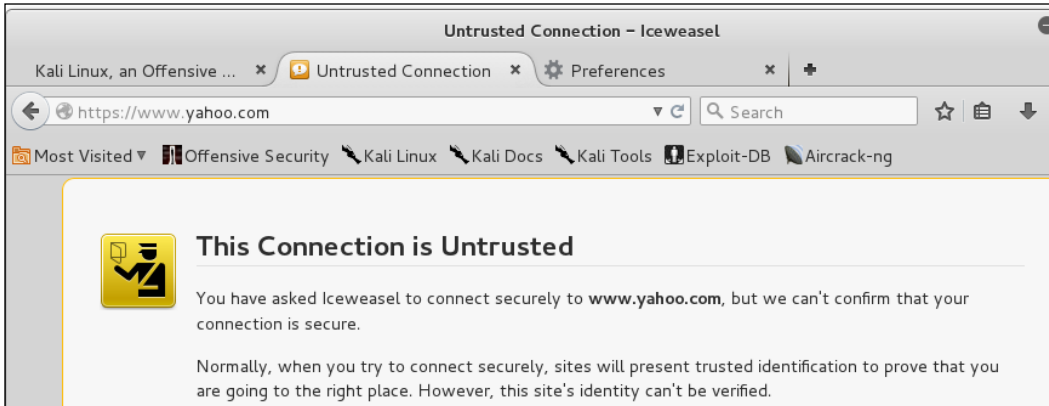 Untrusted Connection – Iceweasel
Kali Linux, an Offensive ... Untrusted Connection Preferences
https://www.yahoo.com Search
Most Visited Offensive Security Kali Linux Kali Docs Kali Tools Exploit-DB Aircrack-ng
This Connection is Untrusted
You have asked Iceweasel to connect securely to www.yahoo.com, but we can't confirm that your
connection is secure.
Normally, when you try to connect securely, sites will present trusted identification to prove that you
are going to the right place. However, this site's identity can't be verified.